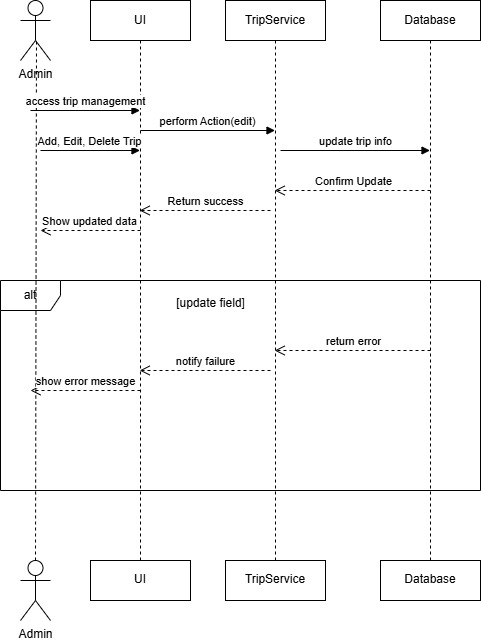 UI
TripService
Database
Admin
access trip management
perform Action(edit)
Add, Edit, Delete Trip
update trip info
Confirm Update
Return success
Show updated data
alt
[update field]
return error
notify failure
show error message
UI
TripService
Database
Admin